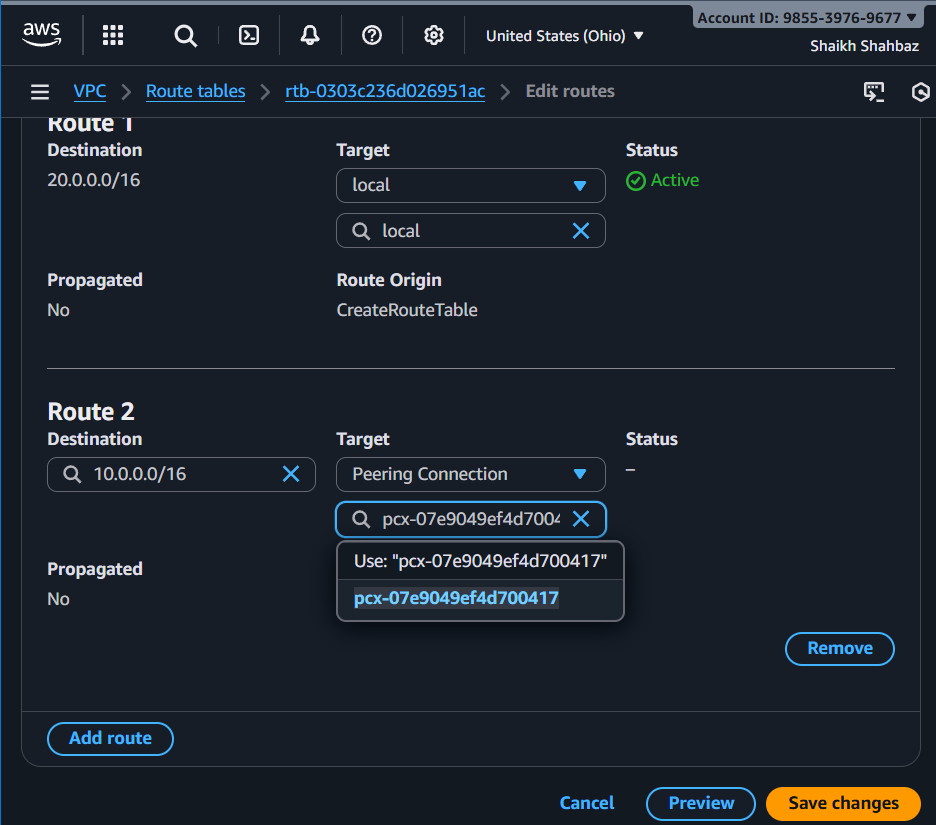 aws
United States (Ohio)
Account ID: 9855-3976-9677
Shaikh Shahbaz
VPC
Route tables
rtb-0303c236d026951ac
Edit routes
Route 1
Destination
Target
Status
20.0.0.0/16
local
Active
local
Propagated
Route Origin
No
CreateRouteTable
Route 2
Destination
Target
Status
10.0.0.0/16
Peering Connection
–
pcx-07e9049ef4d7004
Use: "pcx-07e9049ef4d700417"
Propagated
pcx-07e9049ef4d700417
No
Remove
Add route
Cancel
Preview
Save changes